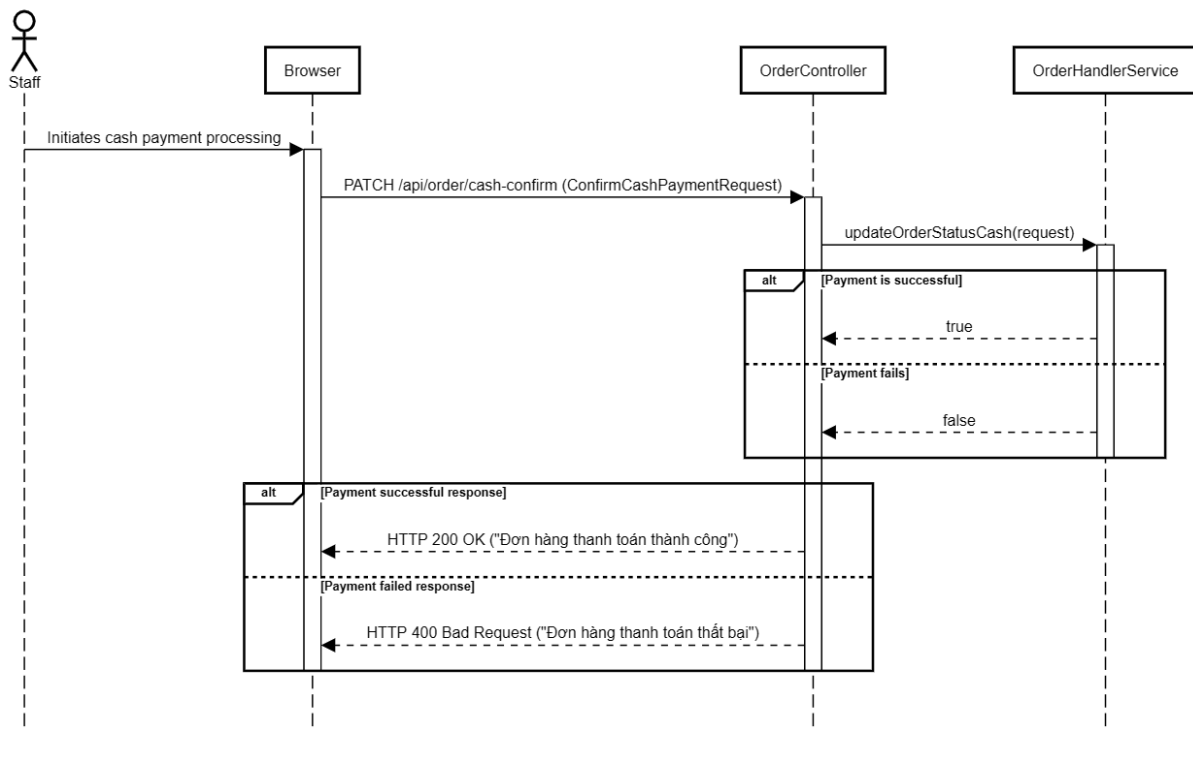 Staff
Browser
OrderController
OrderHandlerService
Initiates cash payment processing
PATCH /api/order/cash-confirm (ConfirmCashPaymentRequest)
updateOrderStatusCash(request)
alt
[Payment is successful]
true
[Payment fails]
false
alt
[Payment successful response]
HTTP 200 OK ("Đơn hàng thanh toán thành công")
[Payment failed response]
HTTP 400 Bad Request ("Đơn hàng thanh toán thất bại")